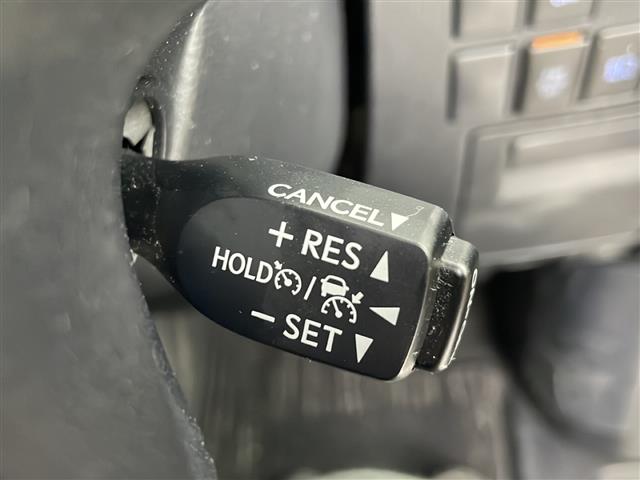 CANCEL
+ RES
HOLD /
- SET